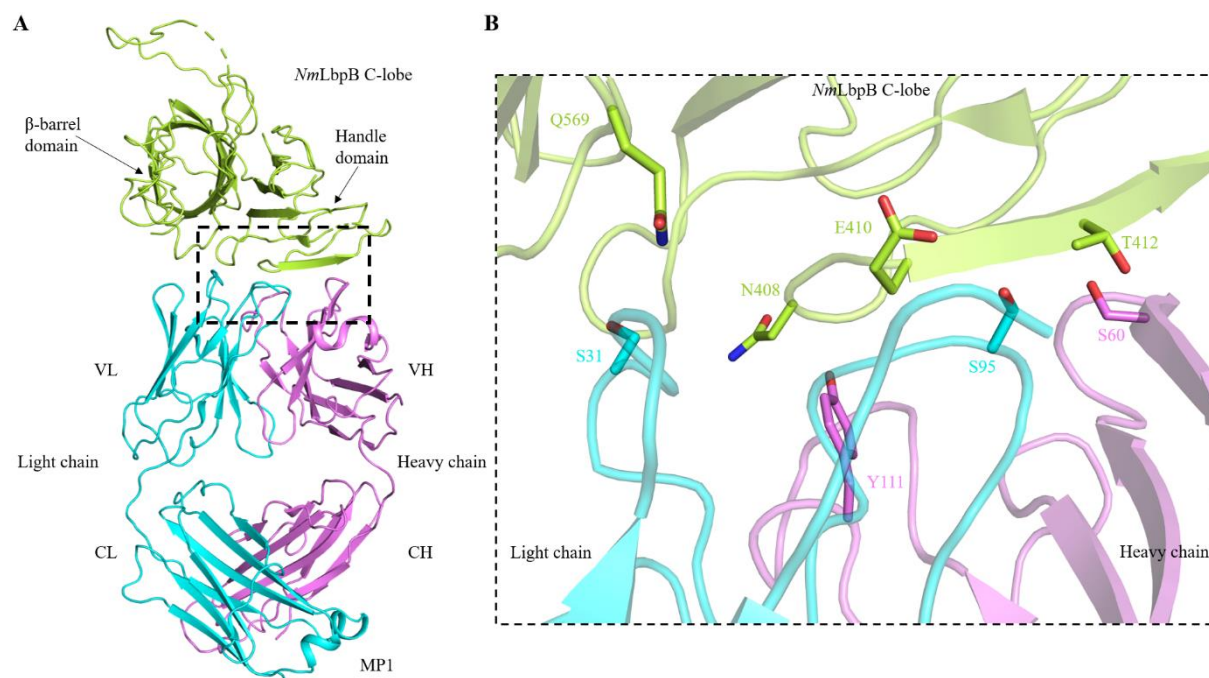 A
NmLbpB C-lobe
β-barrel
domain
Handle
domain
VL
VH
Light chain
Heavy chain
CL
CH
MP1
B
NmLbpB C-lobe
Q569
E410
T412
N408
S31
S95
S60
Y111
Light chain
Heavy chain